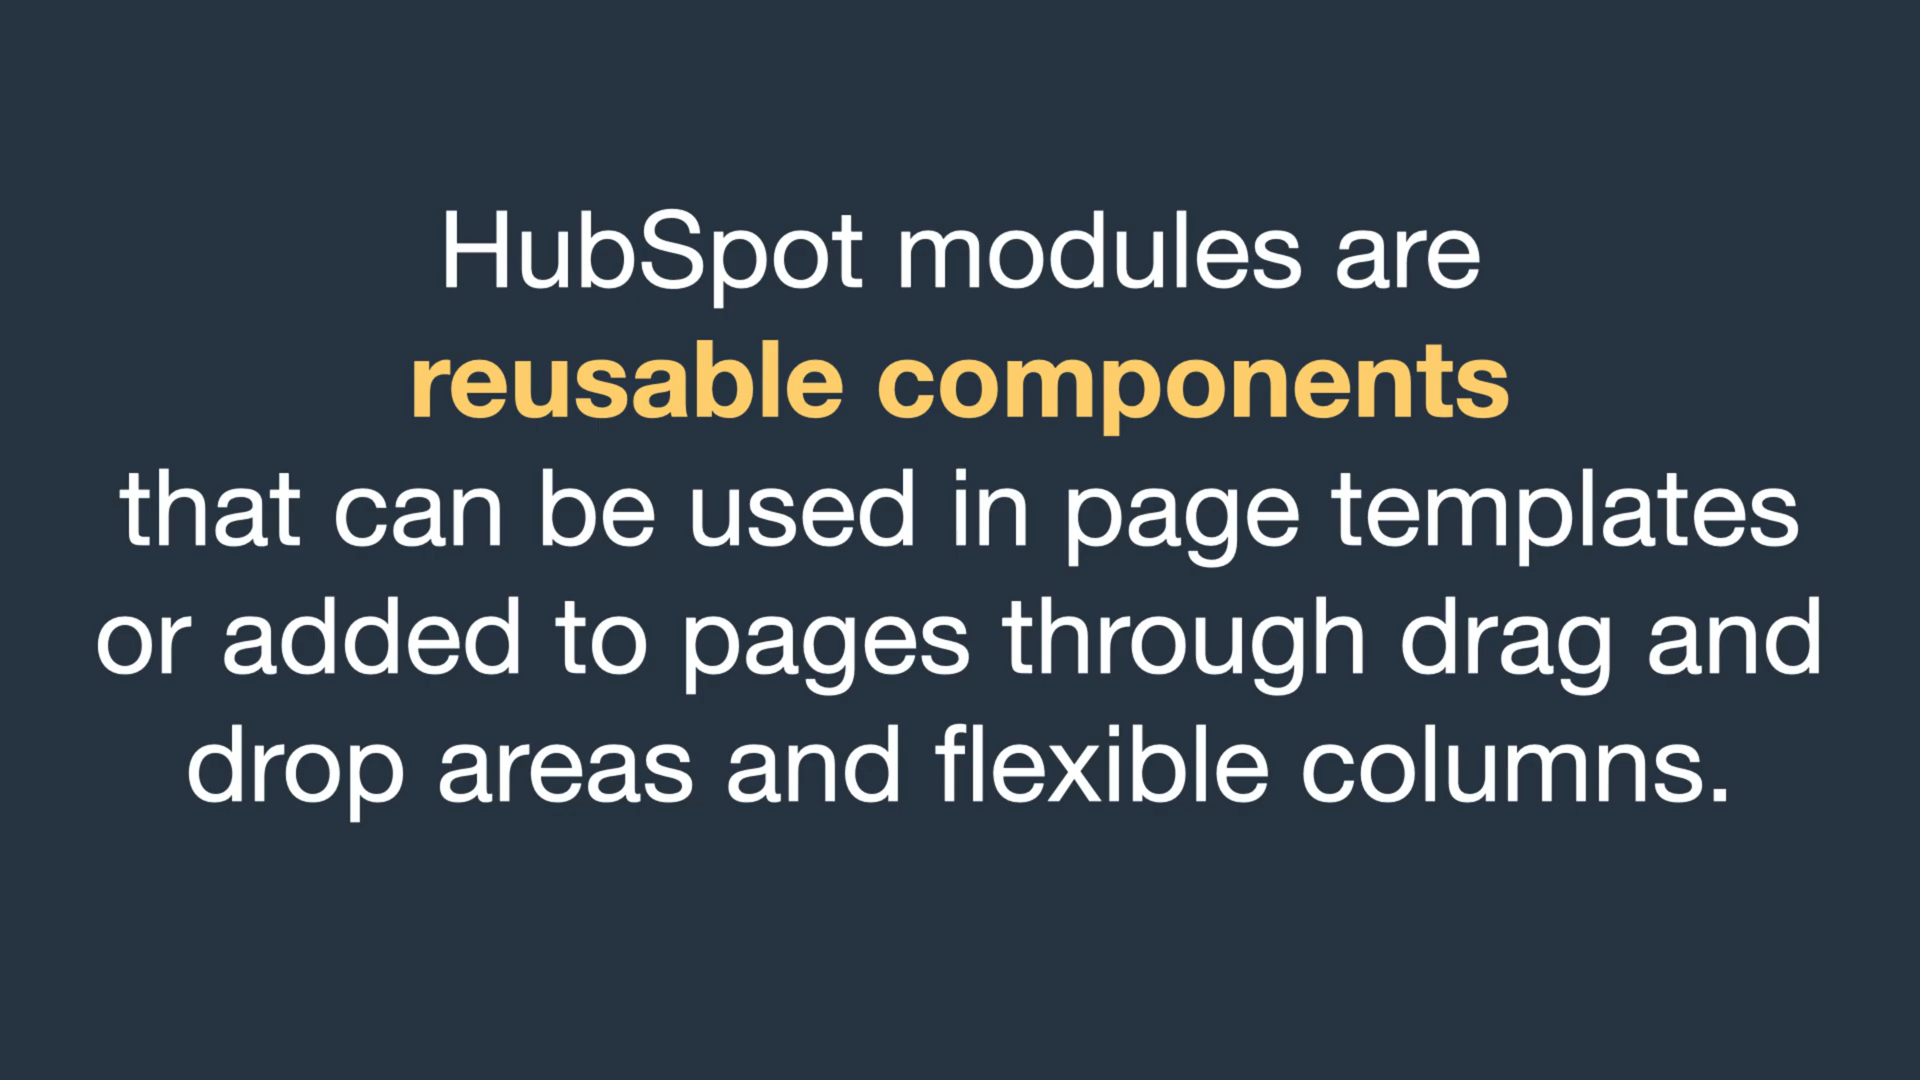 HubSpot modules are
reusable components
that can be used in page templates
or added to pages through drag and
drop areas and flexible columns.